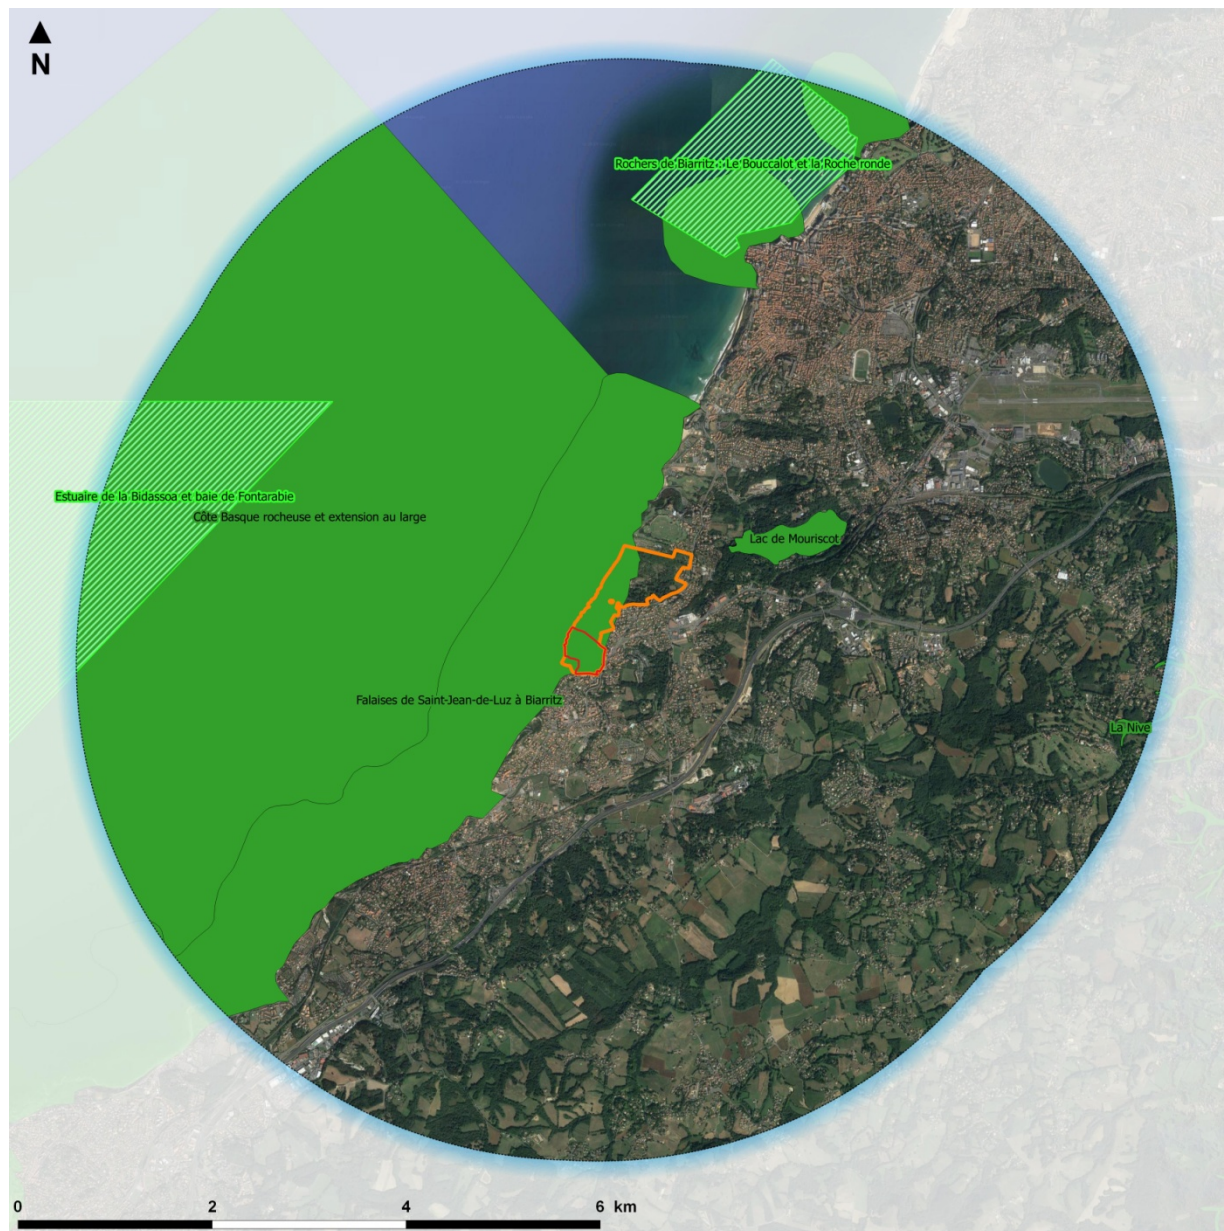 N
Rochers de Biarritz : Le Bouccalot et la Roche ronde
Estuaire de la Bidassoa et baie de Fontarabie
Côte Basque rocheuse et extension au large
Lac de Mouriscot
Falaises de Saint-Jean-de-Luz à Biarritz
La Nive
0 2 4 6 km